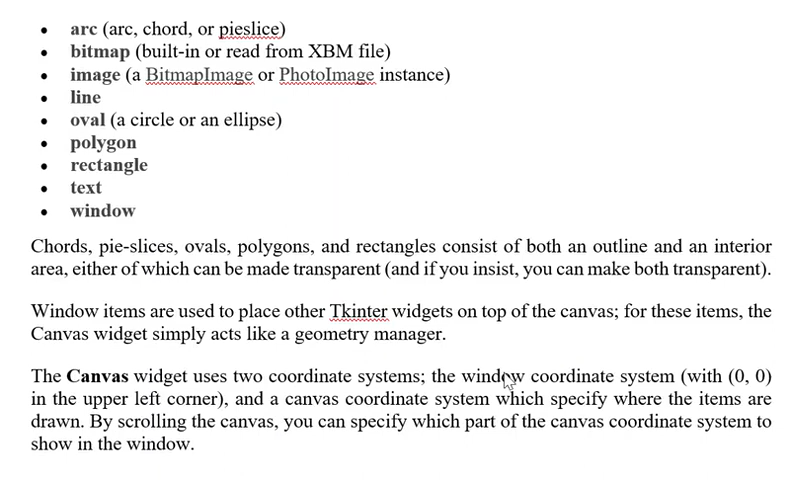 • arc (arc, chord, or pieslice)
• bitmap (built-in or read from XBM file)
• image (a BitmapImage or PhotoImage instance)
• line
• oval (a circle or an ellipse)
• polygon
• rectangle
• text
• window
Chords, pie-slices, ovals, polygons, and rectangles consist of both an outline and an interior
area, either of which can be made transparent (and if you insist, you can make both transparent).
Window items are used to place other Tkinter widgets on top of the canvas; for these items, the
Canvas widget simply acts like a geometry manager.
The Canvas widget uses two coordinate systems; the window coordinate system (with (0, 0)
in the upper left corner), and a canvas coordinate system which specify where the items are
drawn. By scrolling the canvas, you can specify which part of the canvas coordinate system to
show in the window.